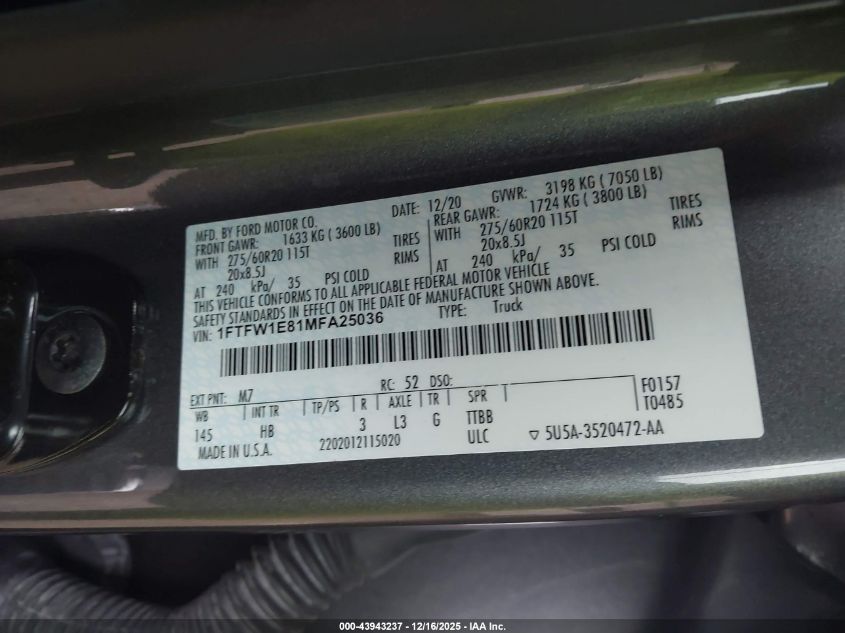 MFD. BY FORD MOTOR CO.
DATE: 12/20 GVWR: 3198 KG ( 7050 LB)
FRONT GAWR: 1633 KG ( 3600 LB)
REAR GAWR: 1724 KG ( 3800 LB)
WITH 275/60R20 115T TIRES
WITH 275/60R20 115T TIRES
20x8.5J RIMS
20x8.5J RIMS
AT 240 kPa/ 35 PSI COLD
AT 240 kPa/ 35 PSI COLD
THIS VEHICLE CONFORMS TO ALL APPLICABLE FEDERAL MOTOR VEHICLE
SAFETY STANDARDS IN EFFECT ON THE DATE OF MANUFACTURE SHOWN ABOVE.
VIN: 1FTFW1E81MFA25036 TYPE: Truck
EXT PNT: M7 RC: 52 DSO:
WB INT TR TP/PS R AXLE TR SPR
145 HB 3 L3 G TTBB
F0157
T0485
MADE IN U.S.A. 2202012115020 ULC ▽ 5U5A-3520472-AA
000-43943237 - 12/16/2025 - IAA Inc.